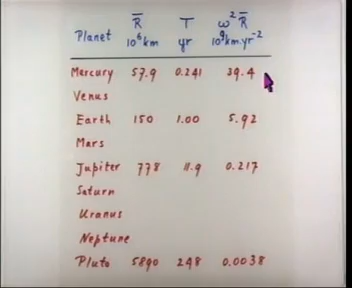 Planet R̅ 10⁶km T yr ω²R̅ 10⁹km.yr⁻²
Mercury 57.9 0.241 39.4
Venus
Earth 150 1.00 5.92
Mars
Jupiter 778 11.9 0.217
Saturn
Uranus
Neptune
Pluto 5890 248 0.0038